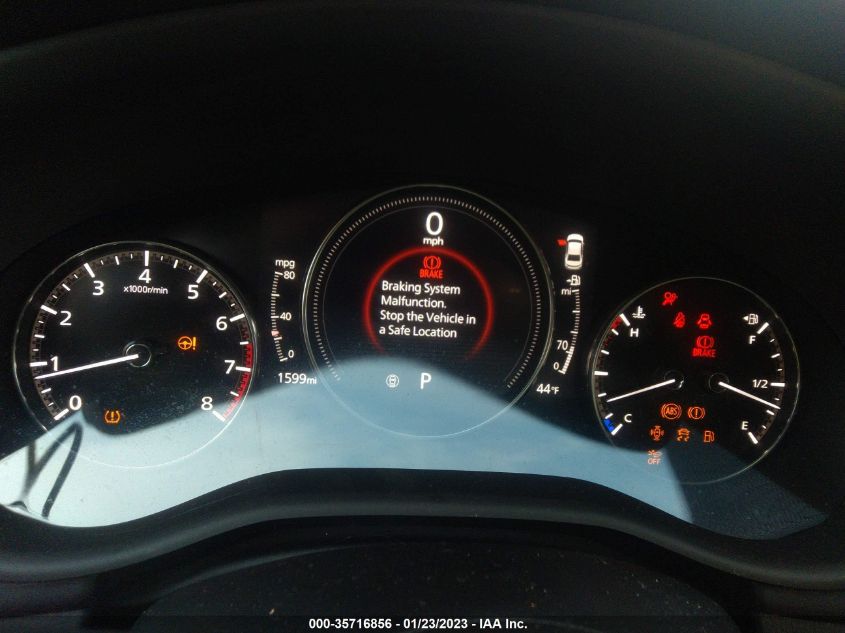 0
mph
BRAKE
Braking System
Malfunction.
Stop the Vehicle in
a Safe Location
P
mpg
80
40
0
1599mi
mi
70
0
44°F
0
1
2
3
4
5
6
7
8
x1000r/min
H
C
F
1/2
E
BRAKE
ABS
OFF
000-35716856 - 01/23/2023 - IAA Inc.